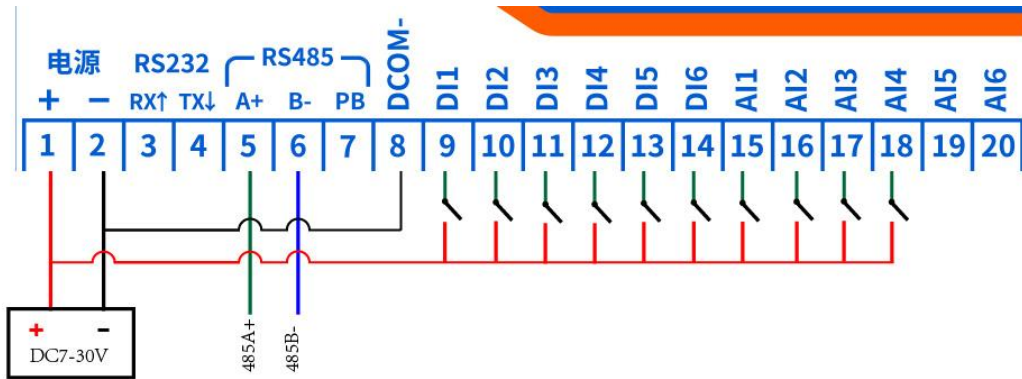 电源 RS232 RS485 DCOM- DI1 DI2 DI3 DI4 DI5 DI6 AI1 AI2 AI3 AI4 AI5 AI6
+ − RX↑ TX↓ A+ B- PB
1 2 3 4 5 6 7 8 9 10 11 12 13 14 15 16 17 18 19 20
+ -
DC7-30V
485A+
485B-